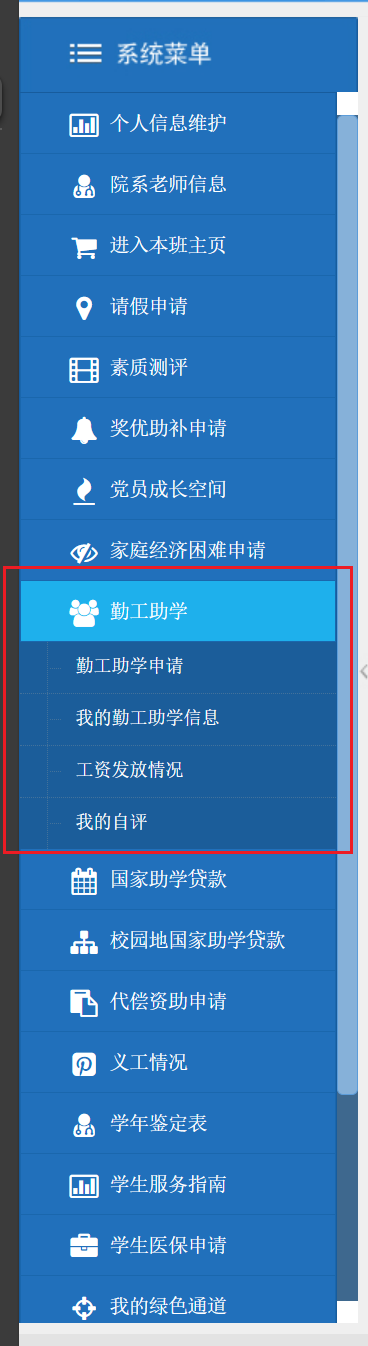 系统菜单
个人信息维护
院系老师信息
进入本班主页
请假申请
素质测评
奖优助补申请
党员成长空间
家庭经济困难申请
勤工助学
勤工助学申请
我的勤工助学信息
工资发放情况
我的自评
国家助学贷款
校园地国家助学贷款
代偿资助申请
义工情况
学年鉴定表
学生服务指南
学生医保申请
我的绿色通道